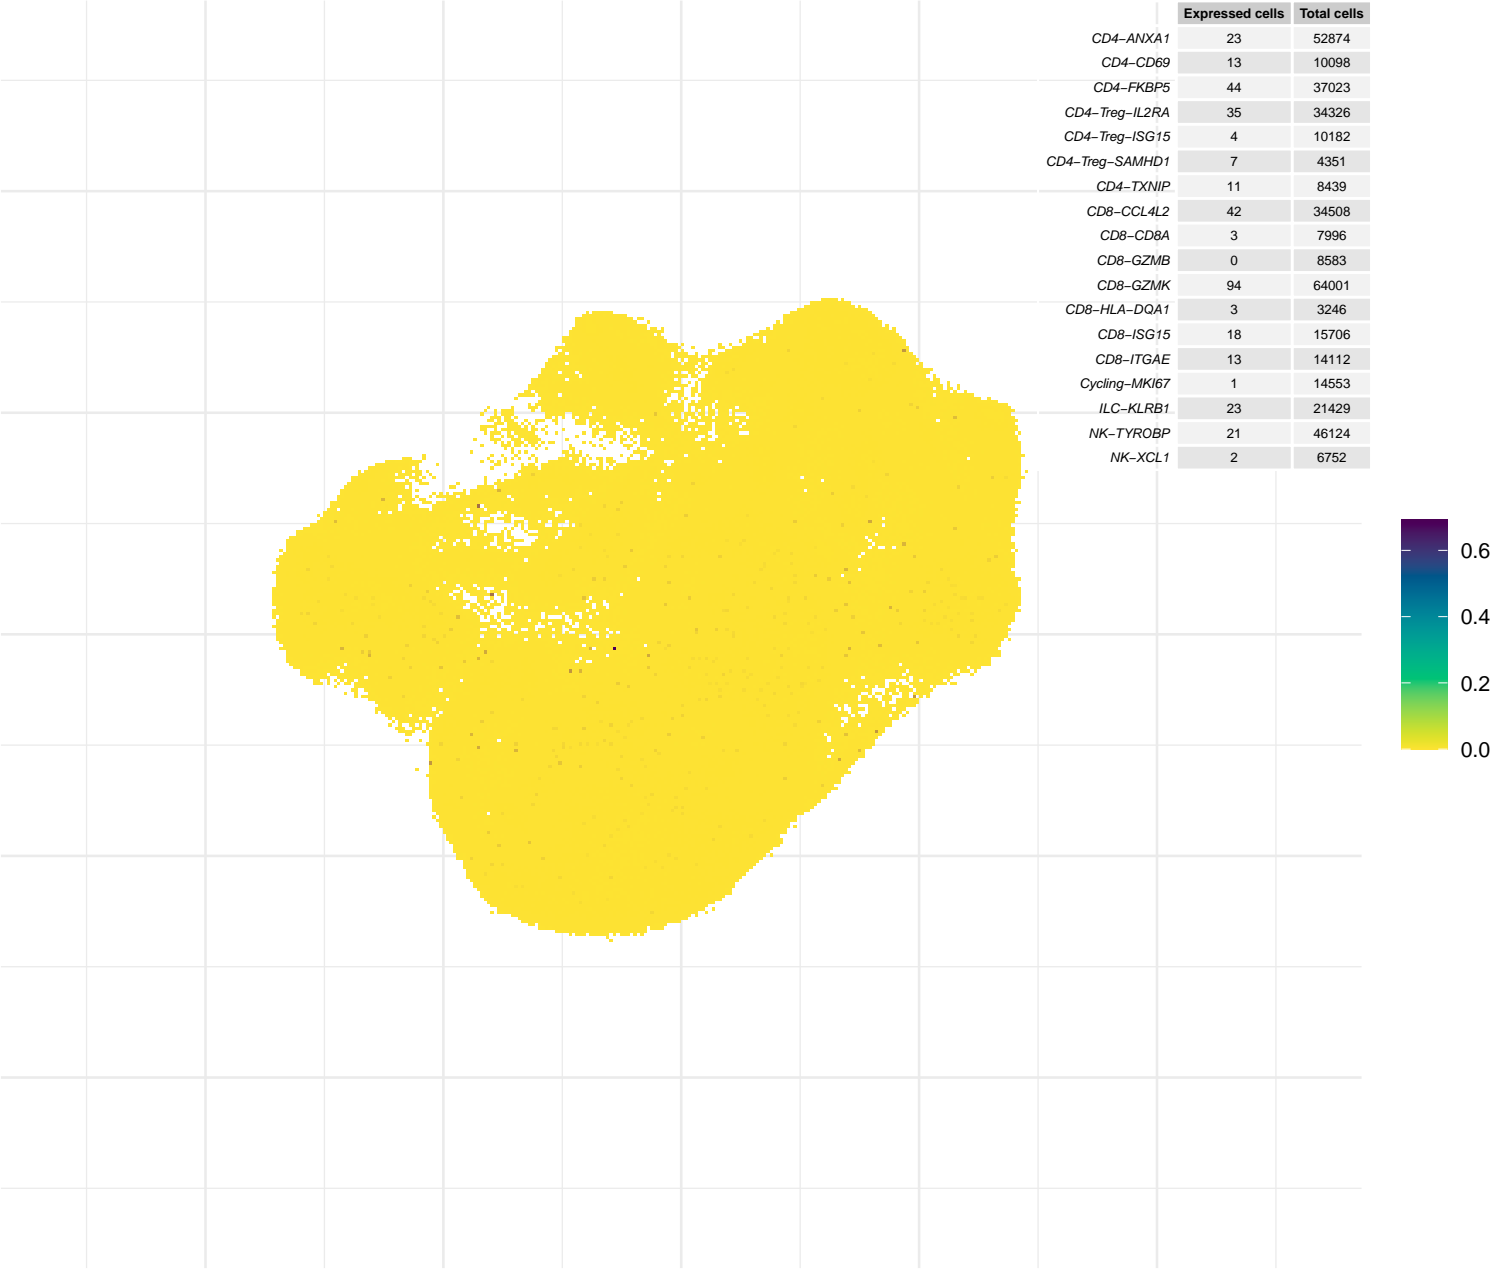 Expressed cells Total cells
CD4−ANXA1 23 52874
CD4−CD69 13 10098
CD4−FKBP5 44 37023
CD4−Treg−IL2RA 35 34326
CD4−Treg−ISG15 4 10182
CD4−Treg−SAMHD1 7 4351
CD4−TXNIP 11 8439
CD8−CCL4L2 42 34508
CD8−CD8A 3 7996
CD8−GZMB 0 8583
CD8−GZMK 94 64001
CD8−HLA−DQA1 3 3246
CD8−ISG15 18 15706
CD8−ITGAE 13 14112
Cycling−MKI67 1 14553
ILC−KLRB1 23 21429
NK−TYROBP 21 46124
NK−XCL1 2 6752
0.6
0.4
0.2
0.0